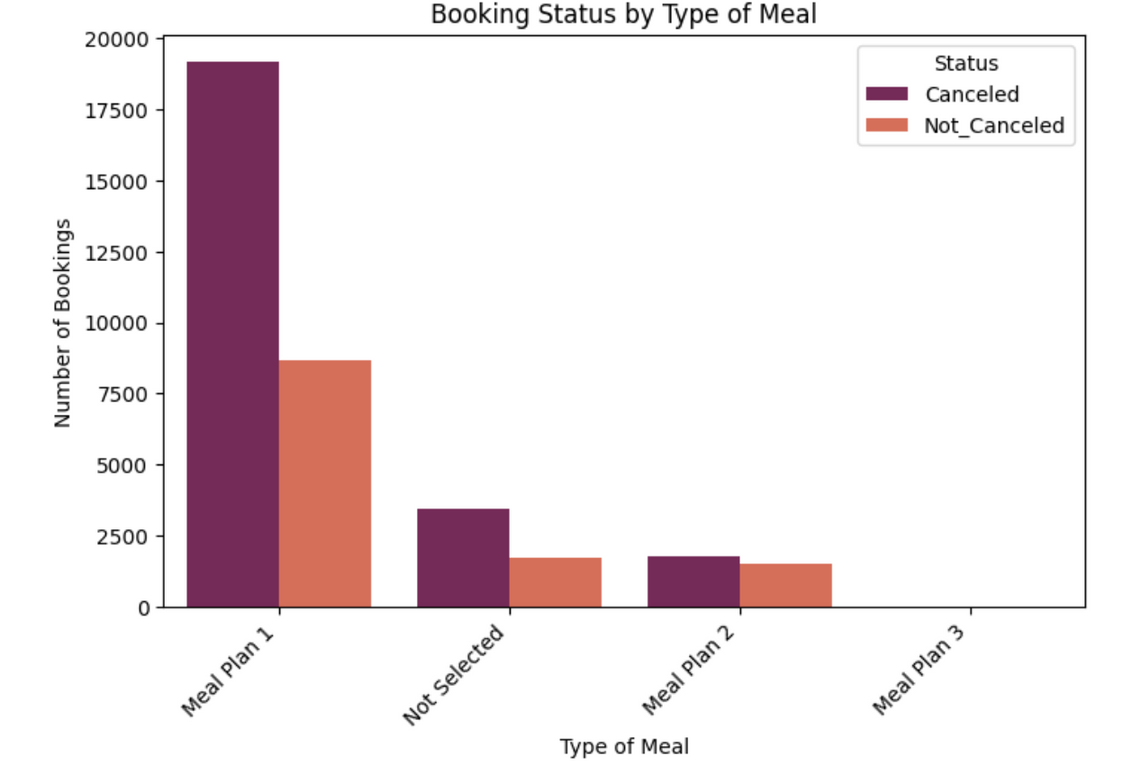 Booking Status by Type of Meal
Status
Canceled
Not_Canceled
Number of Bookings
20000
17500
15000
12500
10000
7500
5000
2500
0
Meal Plan 1
Not Selected
Meal Plan 2
Meal Plan 3
Type of Meal